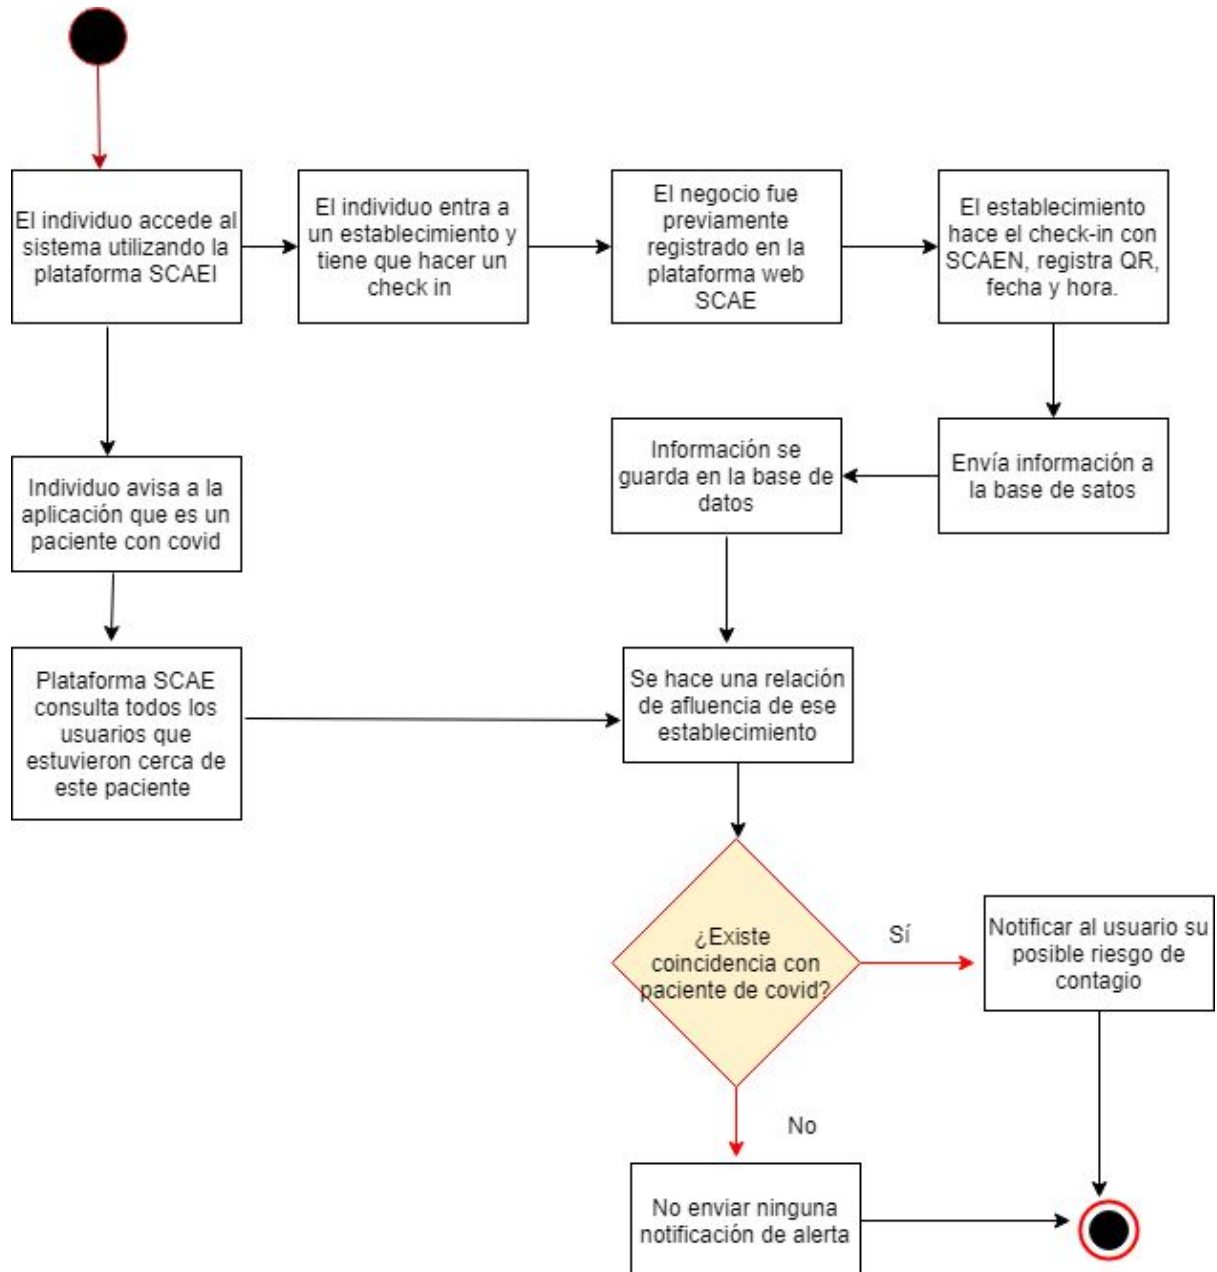 El individuo accede al
sistema utilizando la
plataforma SCAEI
El individuo entra a
un establecimiento y
tiene que hacer un
check in
El negocio fue
previamente
registrado en la
plataforma web
SCAE
El establecimiento
hace el check-in con
SCAEN, registra QR,
fecha y hora.
Individuo avisa a la
aplicación que es un
paciente con covid
Información se
guarda en la base de
datos
Envía información a
la base de satos
Plataforma SCAE
consulta todos los
usuarios que
estuvieron cerca de
este paciente
Se hace una relación
de afluencia de ese
establecimiento
¿Existe
coincidencia con
paciente de covid?
Sí
Notificar al usuario su
posible riesgo de
contagio
No
No enviar ninguna
notificación de alerta